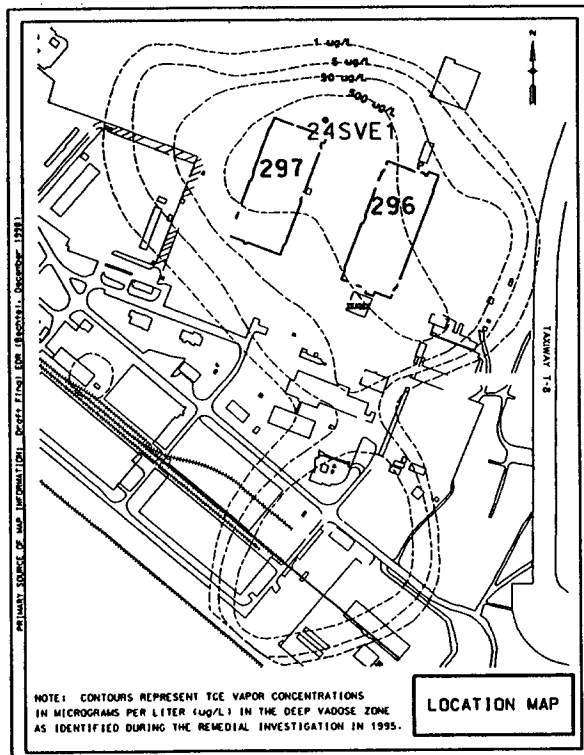 1 ug/L
5 ug/L
50 ug/L
500 ug/L
N
24SVE1
297
296
TAXIWAY T-8
PRIMARY SOURCE OF MAP INFORMATION: Draft Final EDR (Bechtel, December 1998)
NOTE: CONTOURS REPRESENT TCE VAPOR CONCENTRATIONS
IN MICROGRAMS PER LITER (ug/L) IN THE DEEP VADOSE ZONE
AS IDENTIFIED DURING THE REMEDIAL INVESTIGATION IN 1995.
LOCATION MAP